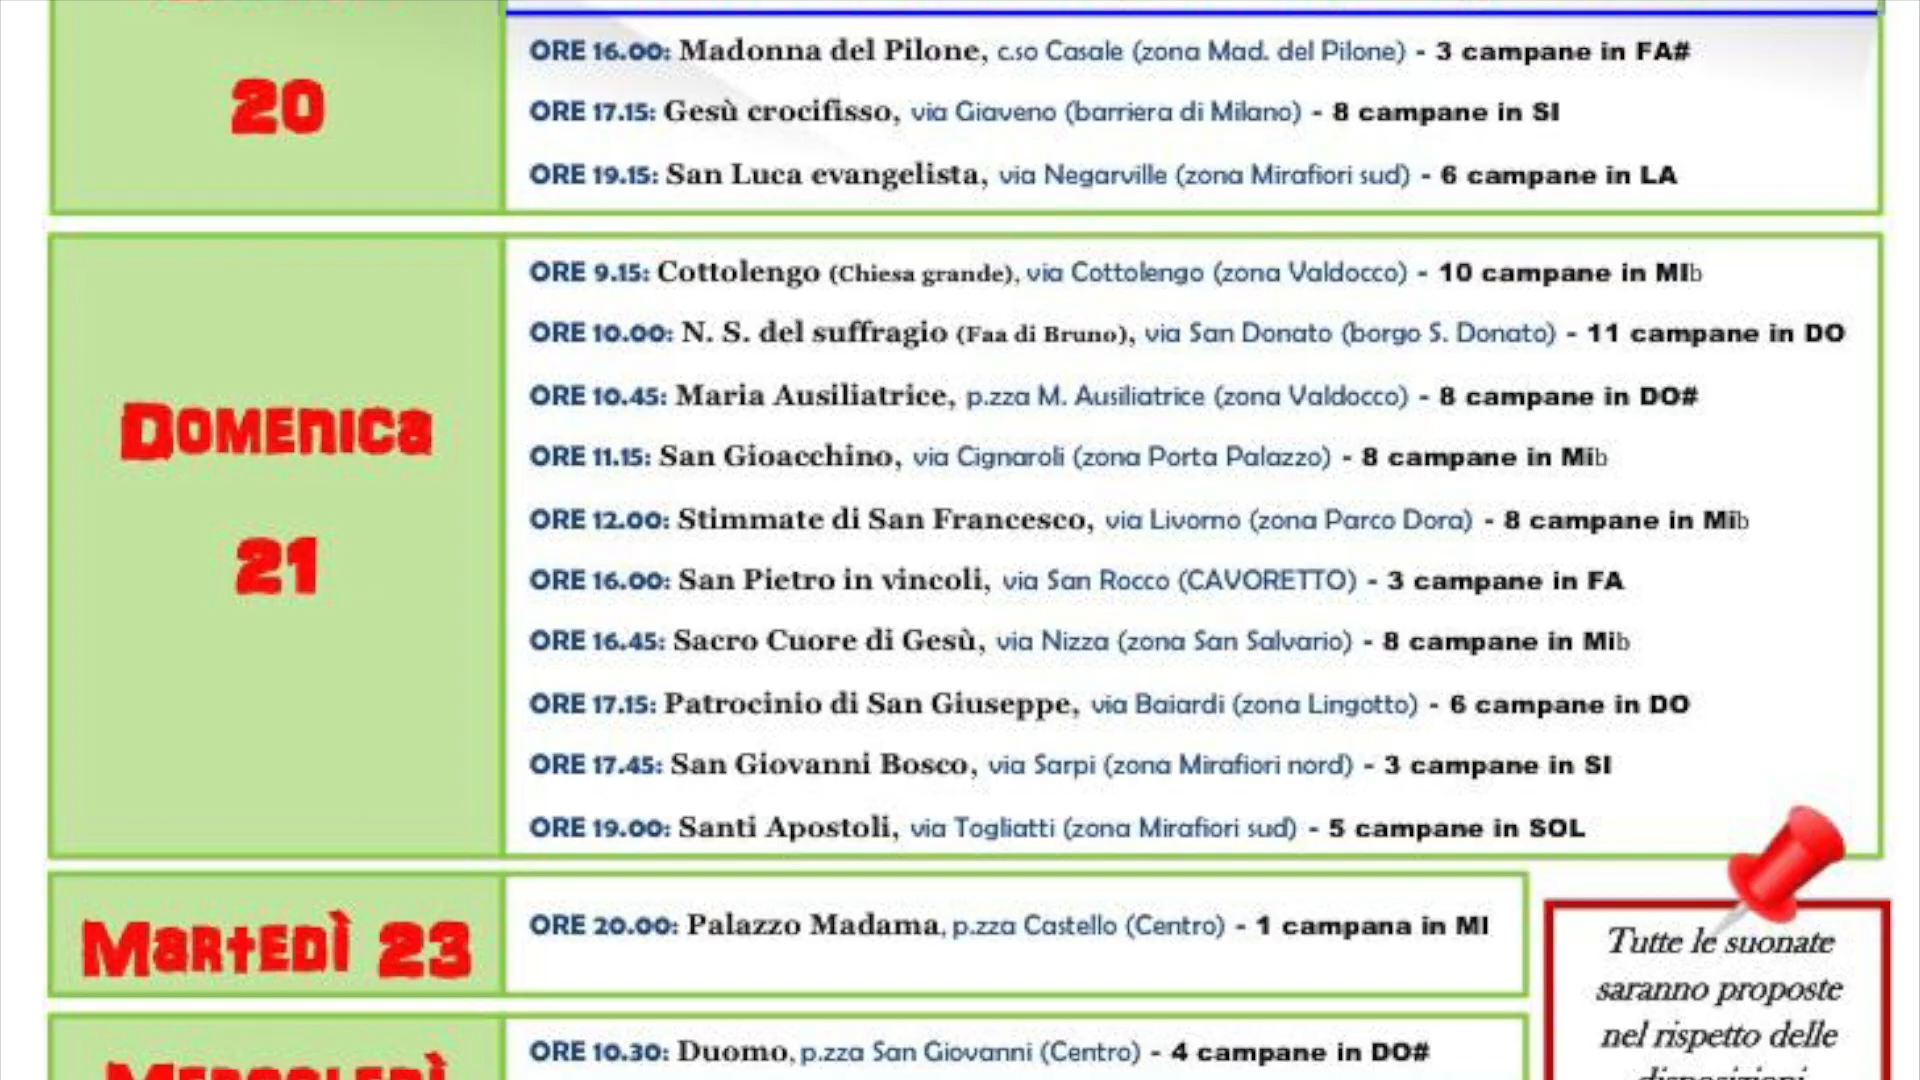 20
ORE 16.00: Madonna del Pilone, c.so Casale (zona Mad. del Pilone) - 3 campane in FA#
ORE 17.15: Gesù crocifisso, via Giaveno (barriera di Milano) - 8 campane in SI
ORE 19.15: San Luca evangelista, via Negarville (zona Mirafiori sud) - 6 campane in LA
Domenica
21
ORE 9.15: Cottolengo (Chiesa grande), via Cottolengo (zona Valdocco) - 10 campane in MIb
ORE 10.00: N. S. del suffragio (Faa di Bruno), via San Donato (borgo S. Donato) - 11 campane in DO
ORE 10.45: Maria Ausiliatrice, p.zza M. Ausiliatrice (zona Valdocco) - 8 campane in DO#
ORE 11.15: San Gioacchino, via Cignaroli (zona Porta Palazzo) - 8 campane in Mib
ORE 12.00: Stimmate di San Francesco, via Livorno (zona Parco Dora) - 8 campane in Mib
ORE 16.00: San Pietro in vincoli, via San Rocco (CAVORETTO) - 3 campane in FA
ORE 16.45: Sacro Cuore di Gesù, via Nizza (zona San Salvario) - 8 campane in Mib
ORE 17.15: Patrocinio di San Giuseppe, via Baiardi (zona Lingotto) - 6 campane in DO
ORE 17.45: San Giovanni Bosco, via Sarpi (zona Mirafiori nord) - 3 campane in SI
ORE 19.00: Santi Apostoli, via Togliatti (zona Mirafiori sud) - 5 campane in SOL
Martedì 23
ORE 20.00: Palazzo Madama, p.zza Castello (Centro) - 1 campana in MI
Mercoledì
ORE 10.30: Duomo, p.zza San Giovanni (Centro) - 4 campane in DO#
Tutte le suonate
saranno proposte
nel rispetto delle
disposizioni